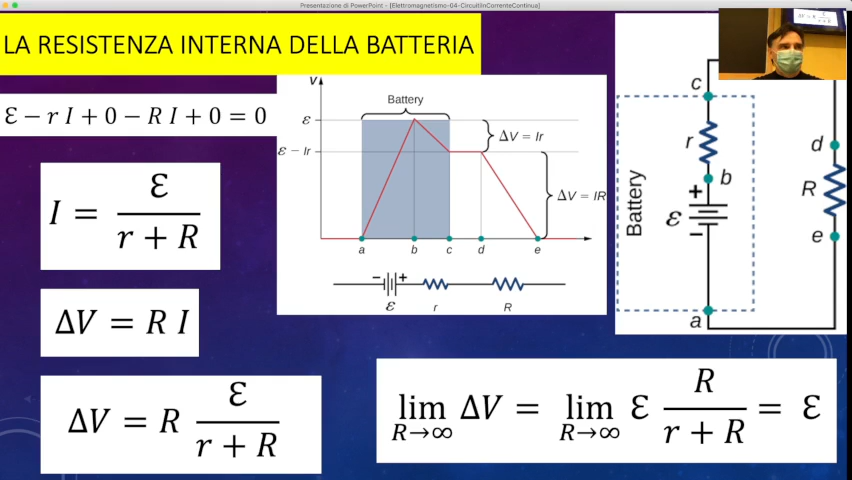 Presentazione di PowerPoint - [Elettromagnetismo-04-CircuitiInCorrenteContinua]
LA RESISTENZA INTERNA DELLA BATTERIA
Ɛ − r I + 0 − R I + 0 = 0
I = Ɛ / (r + R)
ΔV = R I
ΔV = R Ɛ / (r + R)
V
Battery
ε
ΔV = Ir
ε − Ir
ΔV = IR
a b c d e
− +
ε r R
c
r
b
d
Battery
+
ε
−
R
e
a
lim R→∞ ΔV = lim R→∞ Ɛ R / (r + R) = Ɛ